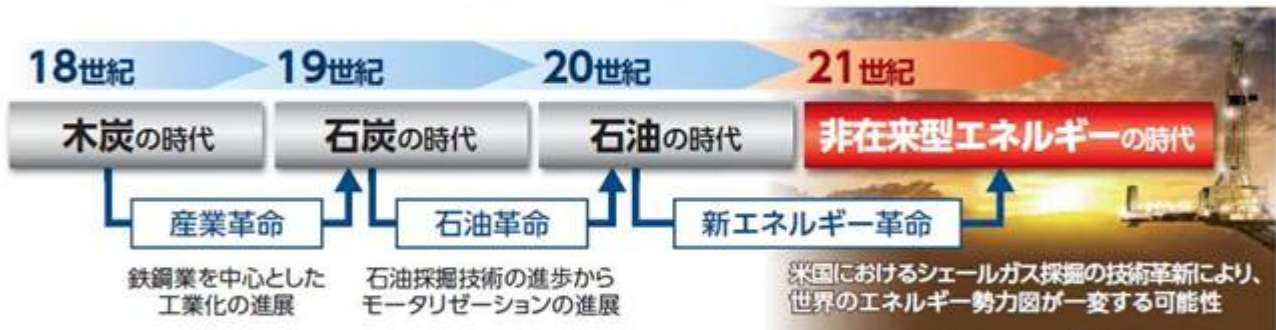 18世紀
19世紀
20世紀
21世紀
木炭の時代
石炭の時代
石油の時代
非在来型エネルギーの時代
産業革命
石油革命
新エネルギー革命
鉄鋼業を中心とした
工業化の進展
石油採掘技術の進歩から
モータリゼーションの進展
米国におけるシェールガス採掘の技術革新により、
世界のエネルギー勢力図が一変する可能性